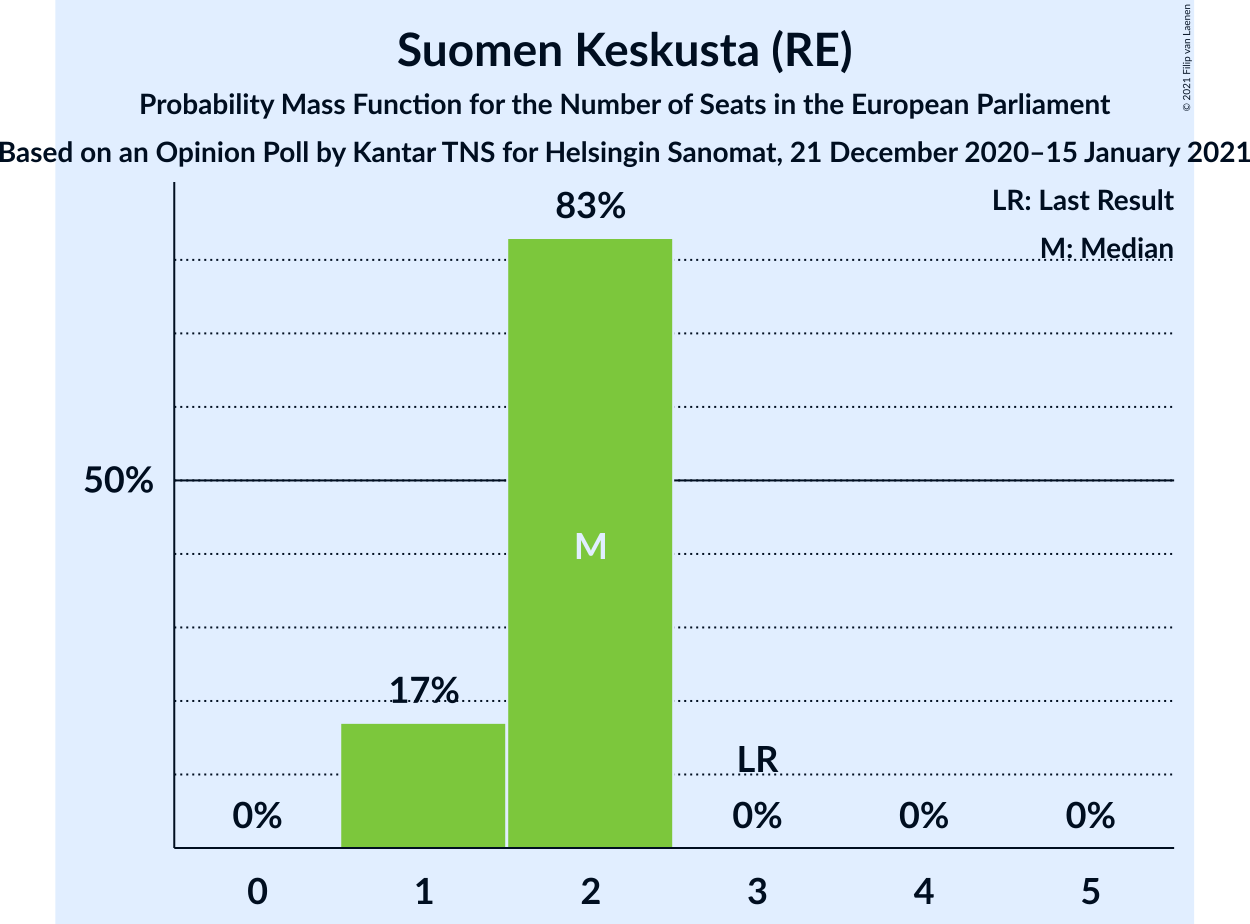 Suomen Keskusta (RE)
Probability Mass Function for the Number of Seats in the European Parliament
Based on an Opinion Poll by Kantar TNS for Helsingin Sanomat, 21 December 2020–15 January 2021
© 2021 Filip van Laenen
LR: Last Result
M: Median
83%
50%
M
17%
LR
0% 0% 0% 0%
0 1 2 3 4 5